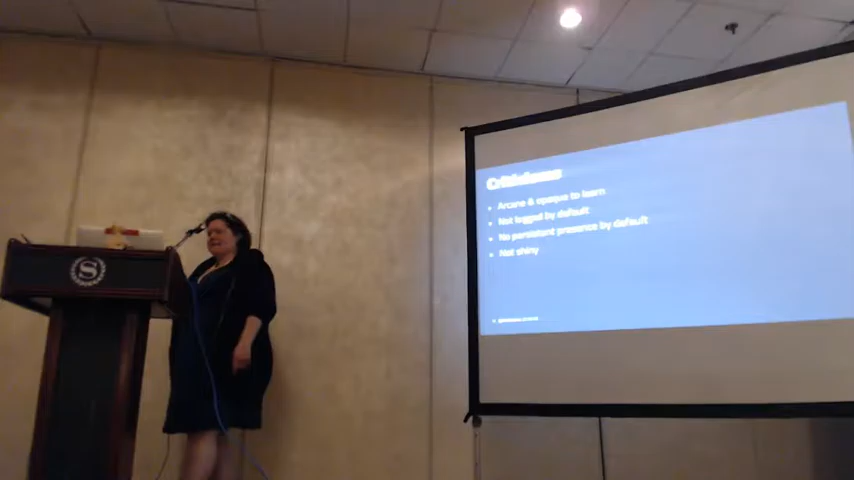 Criticisms
• Arcane & opaque to learn
• Not logged by default
• No persistent presence by default
• Not shiny
S